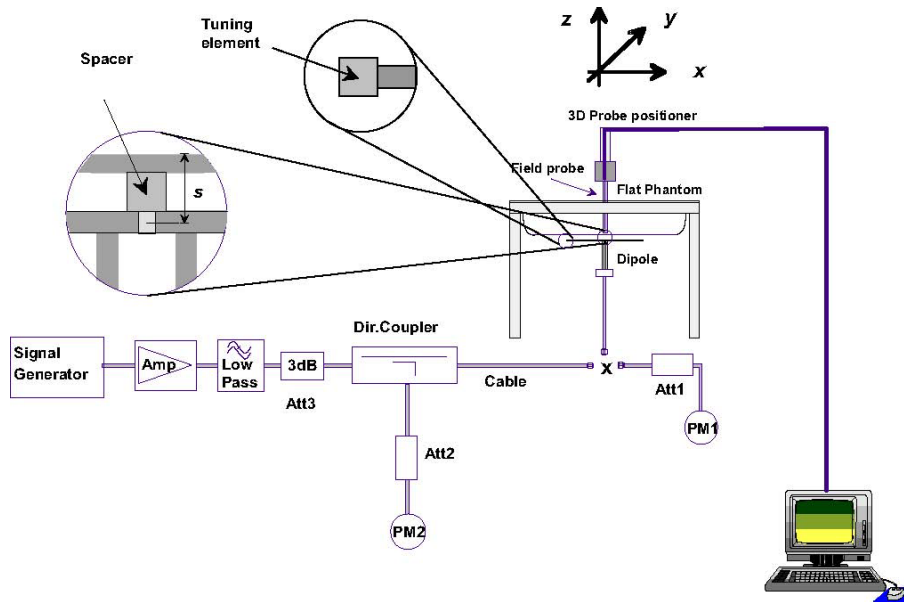 Tuning
element
Spacer
z
y
x
3D Probe positioner
Field probe
Flat Phantom
s
Dipole
Dir.Coupler
Signal
Generator
Amp
Low
Pass
3dB
Att3
Cable
x
Att1
PM1
Att2
PM2